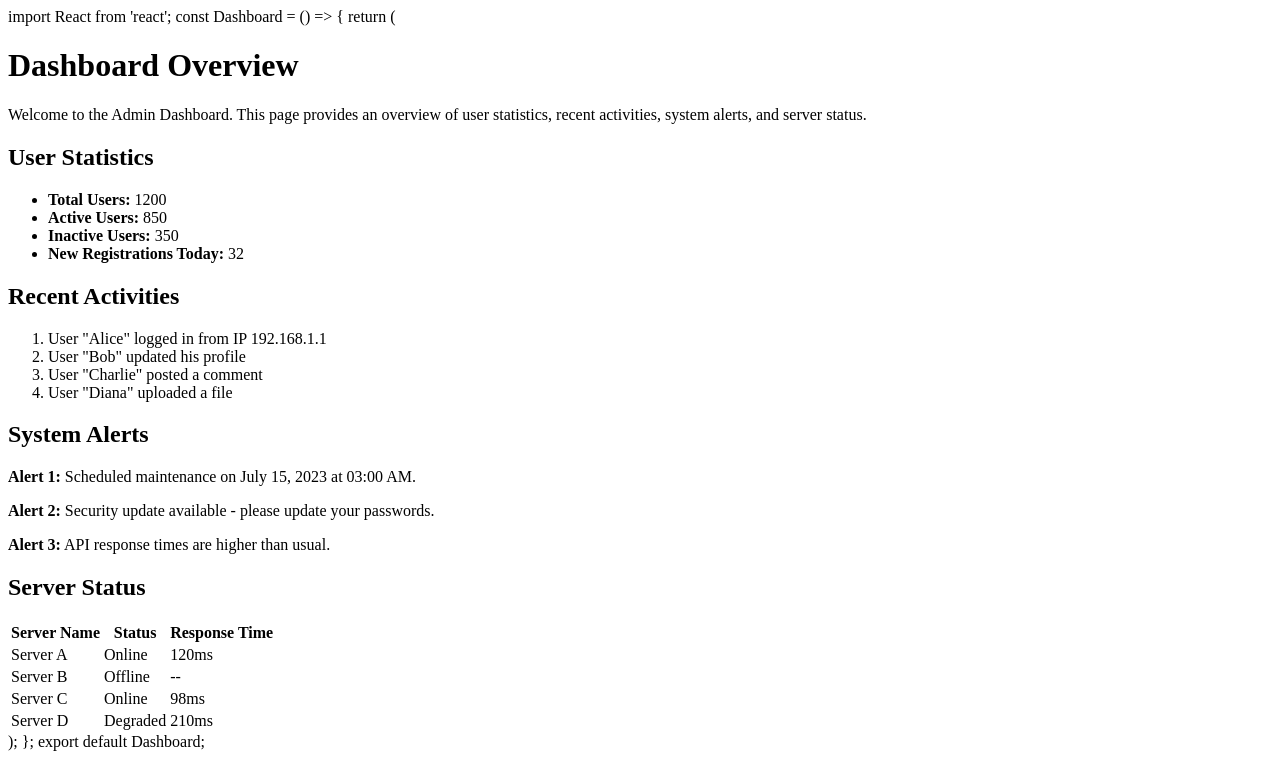 import React from 'react'; const Dashboard = () => { return (
Dashboard Overview
Welcome to the Admin Dashboard. This page provides an overview of user statistics, recent activities, system alerts, and server status.
User Statistics
• Total Users: 1200
• Active Users: 850
• Inactive Users: 350
• New Registrations Today: 32
Recent Activities
1. User "Alice" logged in from IP 192.168.1.1
2. User "Bob" updated his profile
3. User "Charlie" posted a comment
4. User "Diana" uploaded a file
System Alerts
Alert 1: Scheduled maintenance on July 15, 2023 at 03:00 AM.
Alert 2: Security update available - please update your passwords.
Alert 3: API response times are higher than usual.
Server Status
Server Name Status Response Time
Server A Online 120ms
Server B Offline --
Server C Online 98ms
Server D Degraded 210ms
); }; export default Dashboard;